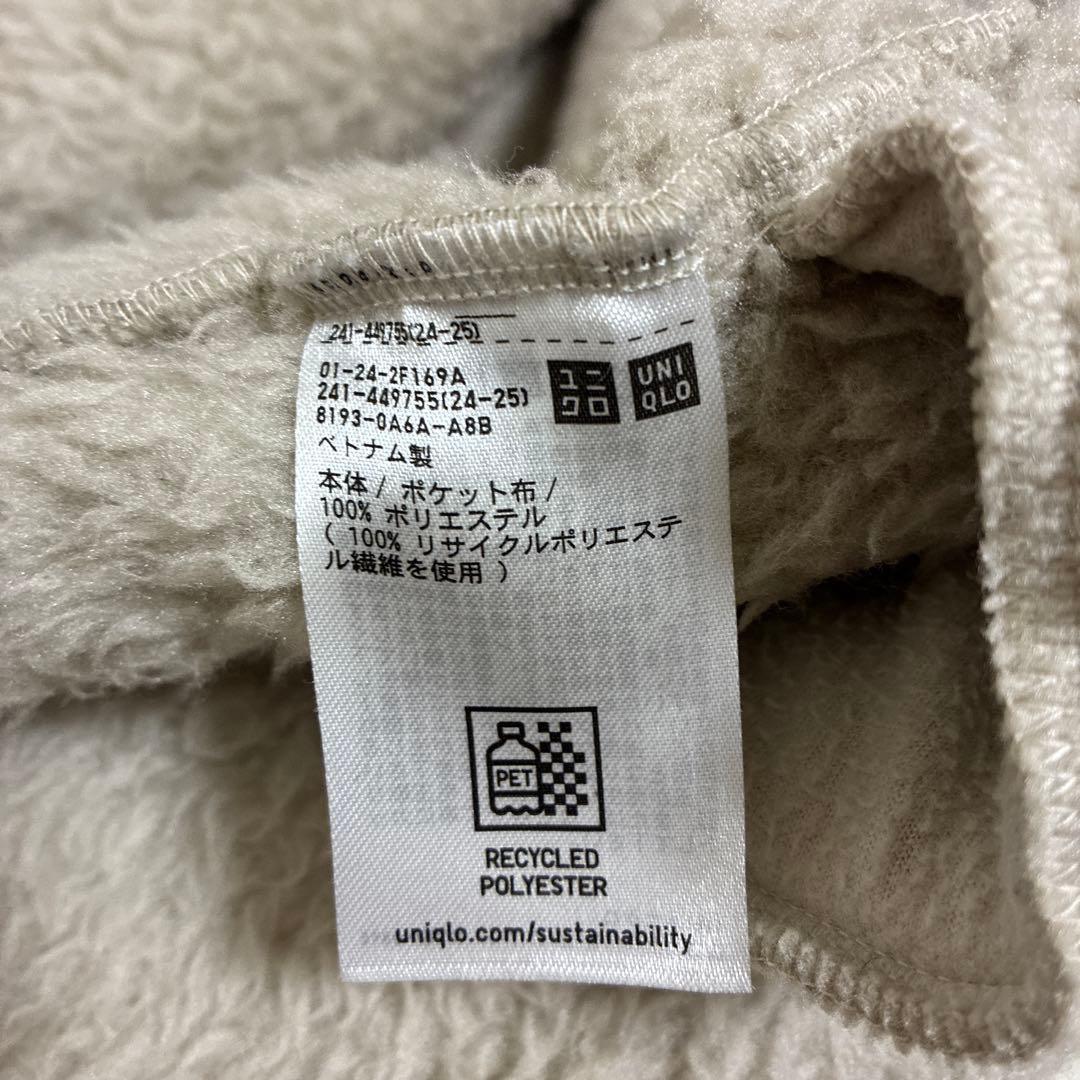 241-449755(24-25)
01-24-2F169A
241-449755(24-25)
8193-0A6A-A8B
ユニ
クロ
UNI
QLO
ベトナム製
本体 / ポケット布 /
100% ポリエステル
( 100% リサイクルポリエステ
ル繊維を使用 )
PET
RECYCLED
POLYESTER
uniqlo.com/sustainability